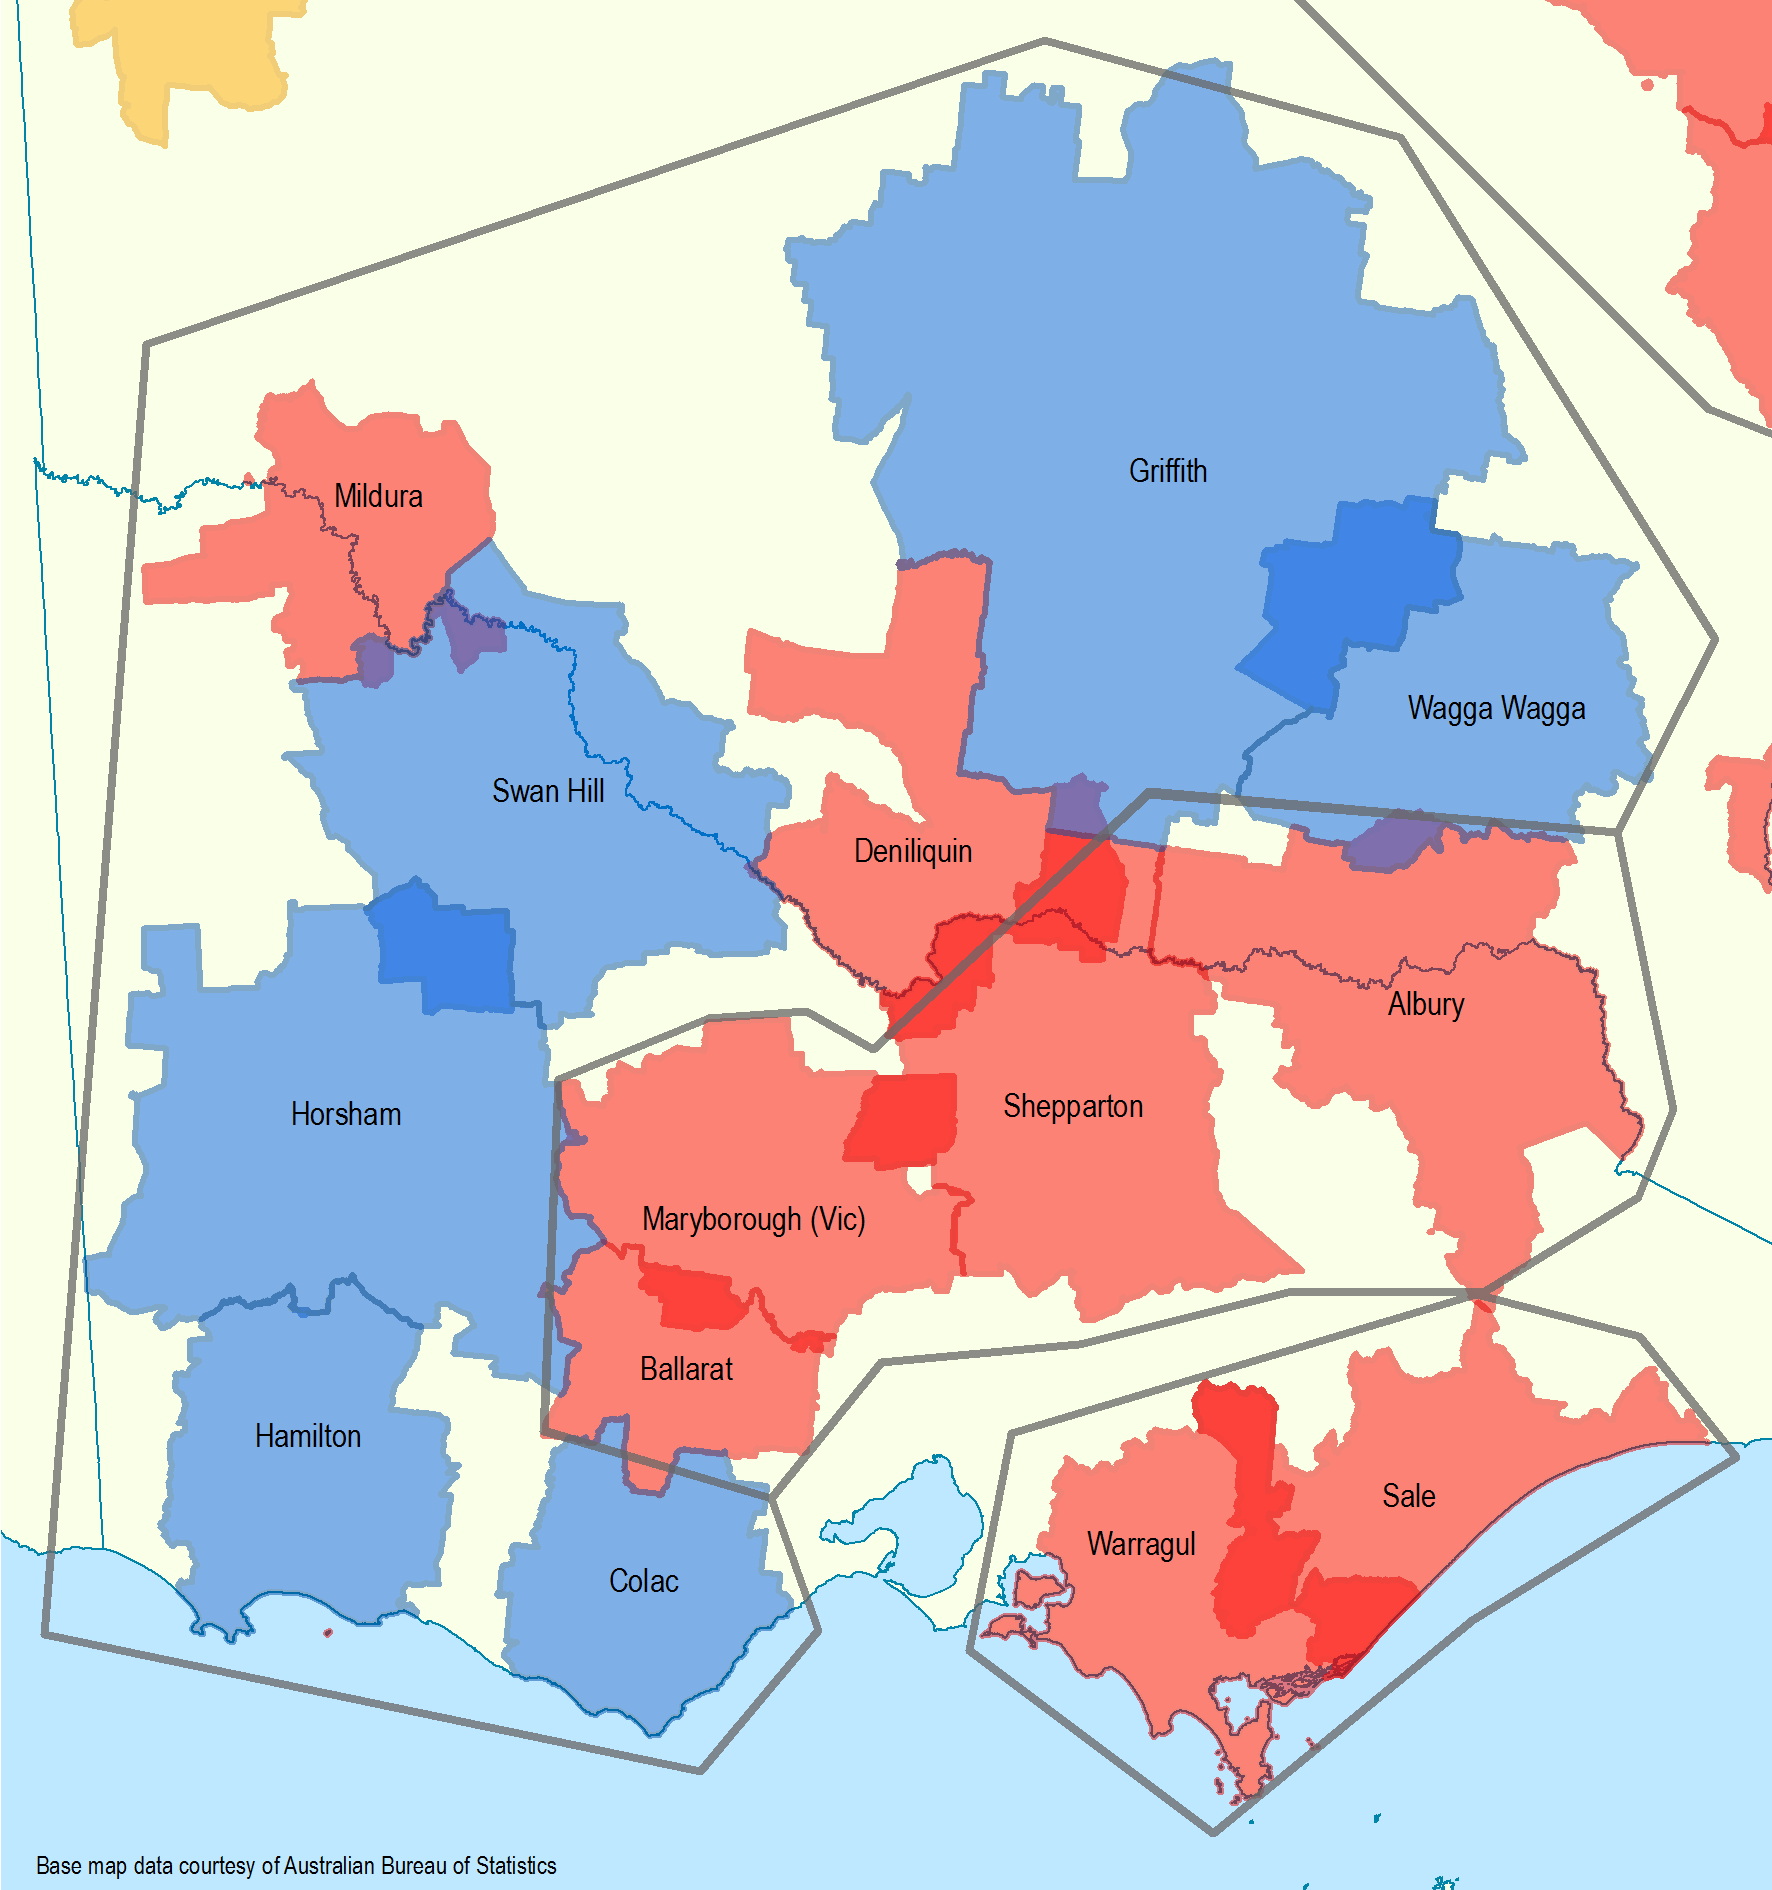 Griffith
Mildura
Wagga Wagga
Swan Hill
Deniliquin
Albury
Horsham
Shepparton
Maryborough (Vic)
Ballarat
Hamilton
Sale
Warragul
Colac
Base map data courtesy of Australian Bureau of Statistics